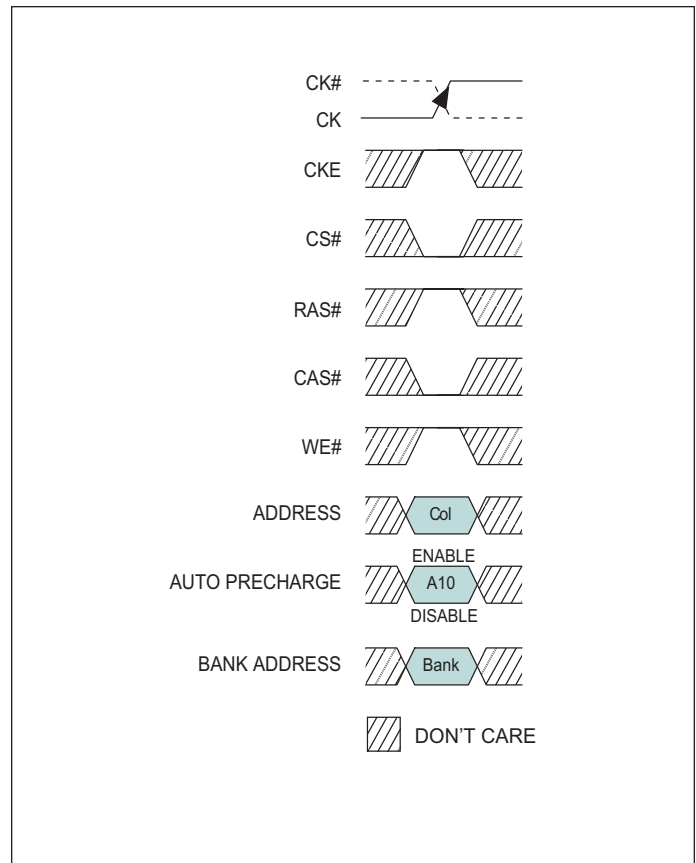 CK#
CK
CKE
CS#
RAS#
CAS#
WE#
ADDRESS Col
ENABLE
AUTO PRECHARGE A10
DISABLE
BANK ADDRESS Bank
DON'T CARE